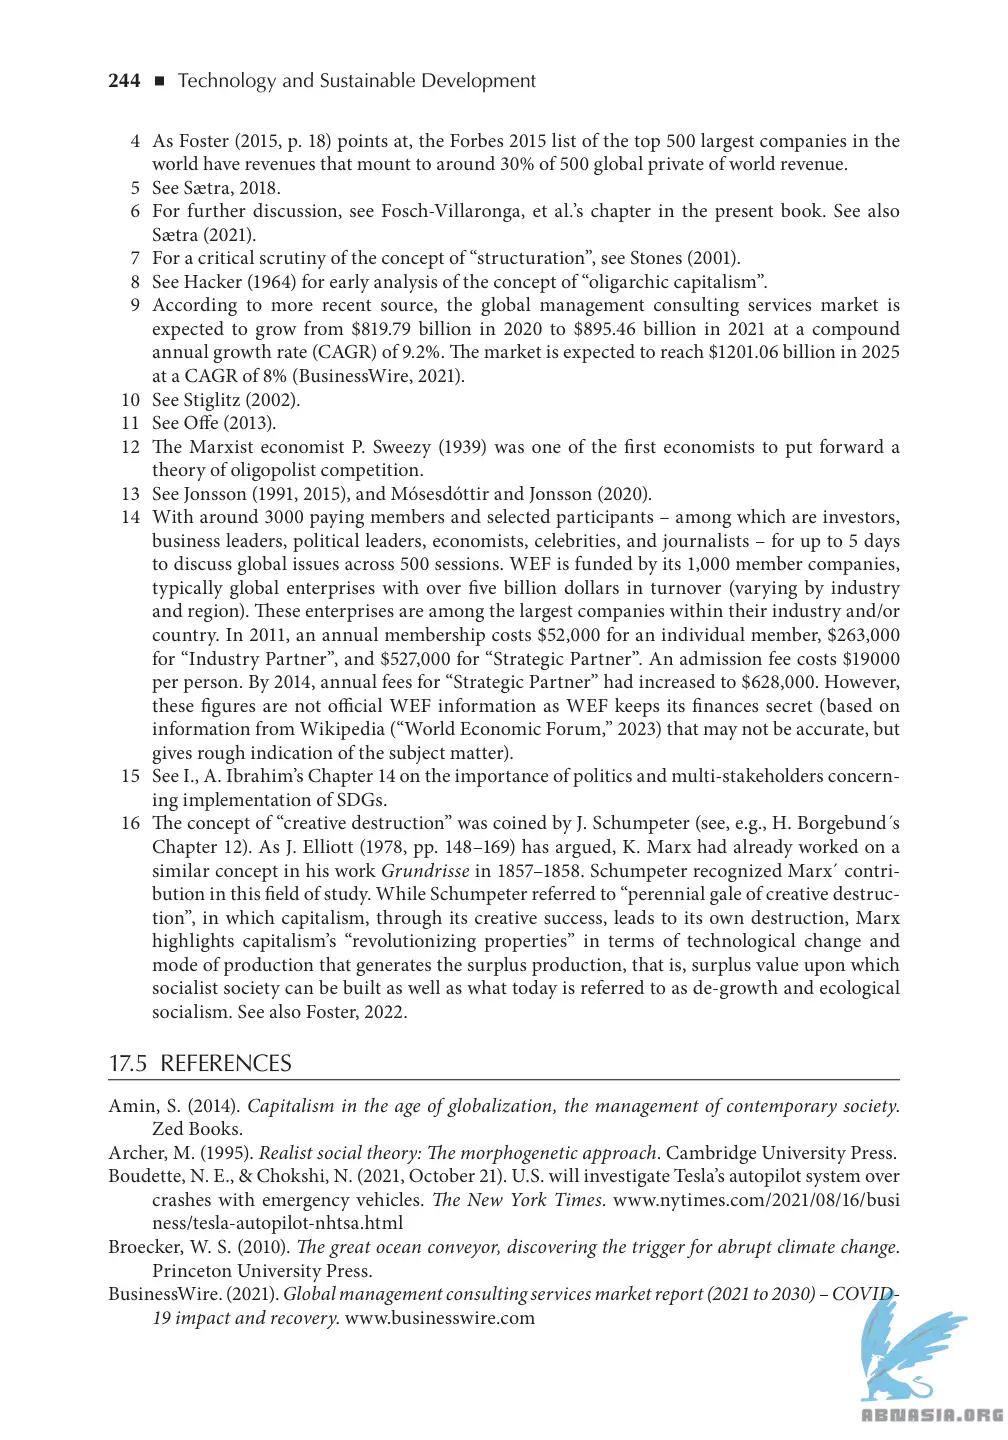 244 ■ Technology and Sustainable Development
4 As Foster (2015, p. 18) points at, the Forbes 2015 list of the top 500 largest companies in the
world have revenues that mount to around 30% of 500 global private of world revenue.
5 See Sætra, 2018.
6 For further discussion, see Fosch-Villaronga, et al.’s chapter in the present book. See also
Sætra (2021).
7 For a critical scrutiny of the concept of “structuration”, see Stones (2001).
8 See Hacker (1964) for early analysis of the concept of “oligarchic capitalism”.
9 According to more recent source, the global management consulting services market is
expected to grow from $819.79 billion in 2020 to $895.46 billion in 2021 at a compound
annual growth rate (CAGR) of 9.2%. The market is expected to reach $1201.06 billion in 2025
at a CAGR of 8% (BusinessWire, 2021).
10 See Stiglitz (2002).
11 See Offe (2013).
12 The Marxist economist P. Sweezy (1939) was one of the first economists to put forward a
theory of oligopolist competition.
13 See Jonsson (1991, 2015), and Mósesdóttir and Jonsson (2020).
14 With around 3000 paying members and selected participants – among which are investors,
business leaders, political leaders, economists, celebrities, and journalists – for up to 5 days
to discuss global issues across 500 sessions. WEF is funded by its 1,000 member companies,
typically global enterprises with over five billion dollars in turnover (varying by industry
and region). These enterprises are among the largest companies within their industry and/or
country. In 2011, an annual membership costs $52,000 for an individual member, $263,000
for “Industry Partner”, and $527,000 for “Strategic Partner”. An admission fee costs $19000
per person. By 2014, annual fees for “Strategic Partner” had increased to $628,000. However,
these figures are not official WEF information as WEF keeps its finances secret (based on
information from Wikipedia (“World Economic Forum,” 2023) that may not be accurate, but
gives rough indication of the subject matter).
15 See I., A. Ibrahim’s Chapter 14 on the importance of politics and multi-stakeholders concern-
ing implementation of SDGs.
16 The concept of “creative destruction” was coined by J. Schumpeter (see, e.g., H. Borgebund´s
Chapter 12). As J. Elliott (1978, pp. 148–169) has argued, K. Marx had already worked on a
similar concept in his work Grundrisse in 1857–1858. Schumpeter recognized Marx´ contri-
bution in this field of study. While Schumpeter referred to “perennial gale of creative destruc-
tion”, in which capitalism, through its creative success, leads to its own destruction, Marx
highlights capitalism’s “revolutionizing properties” in terms of technological change and
mode of production that generates the surplus production, that is, surplus value upon which
socialist society can be built as well as what today is referred to as de-growth and ecological
socialism. See also Foster, 2022.
17.5 REFERENCES
Amin, S. (2014). Capitalism in the age of globalization, the management of contemporary society.
Zed Books.
Archer, M. (1995). Realist social theory: The morphogenetic approach. Cambridge University Press.
Boudette, N. E., & Chokshi, N. (2021, October 21). U.S. will investigate Tesla’s autopilot system over
crashes with emergency vehicles. The New York Times. www.nytimes.com/2021/08/16/busi
ness/tesla-autopilot-nhtsa.html
Broecker, W. S. (2010). The great ocean conveyor, discovering the trigger for abrupt climate change.
Princeton University Press.
BusinessWire. (2021). Global management consulting services market report (2021 to 2030) – COVID-
19 impact and recovery. www.businesswire.com
ABNASIA.ORG